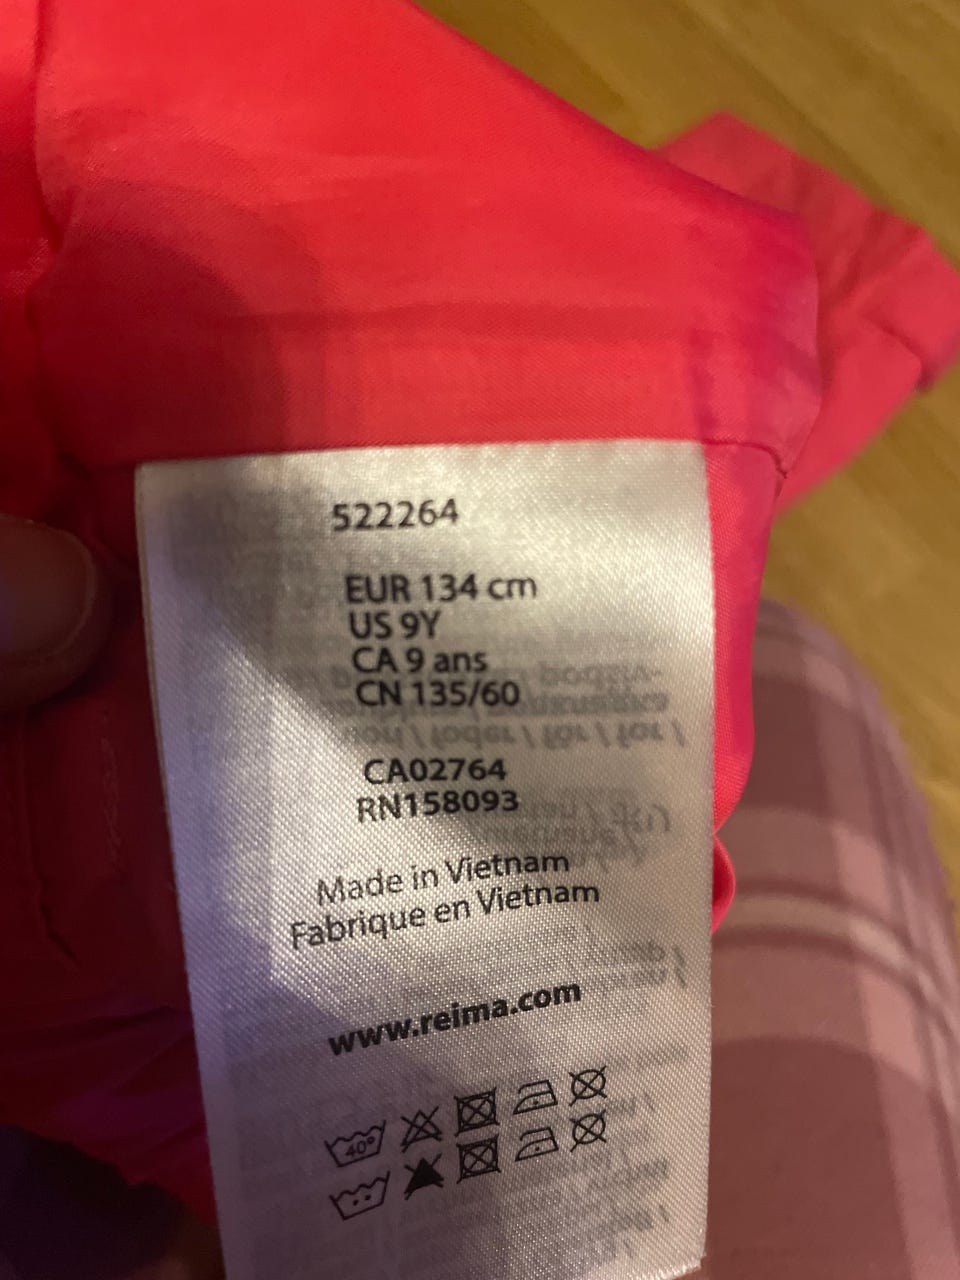 522264
EUR 134 cm
US 9Y
CA 9 ans
CN 135/60
CA02764
RN158093
Made in Vietnam
Fabrique en Vietnam
www.reima.com
40°